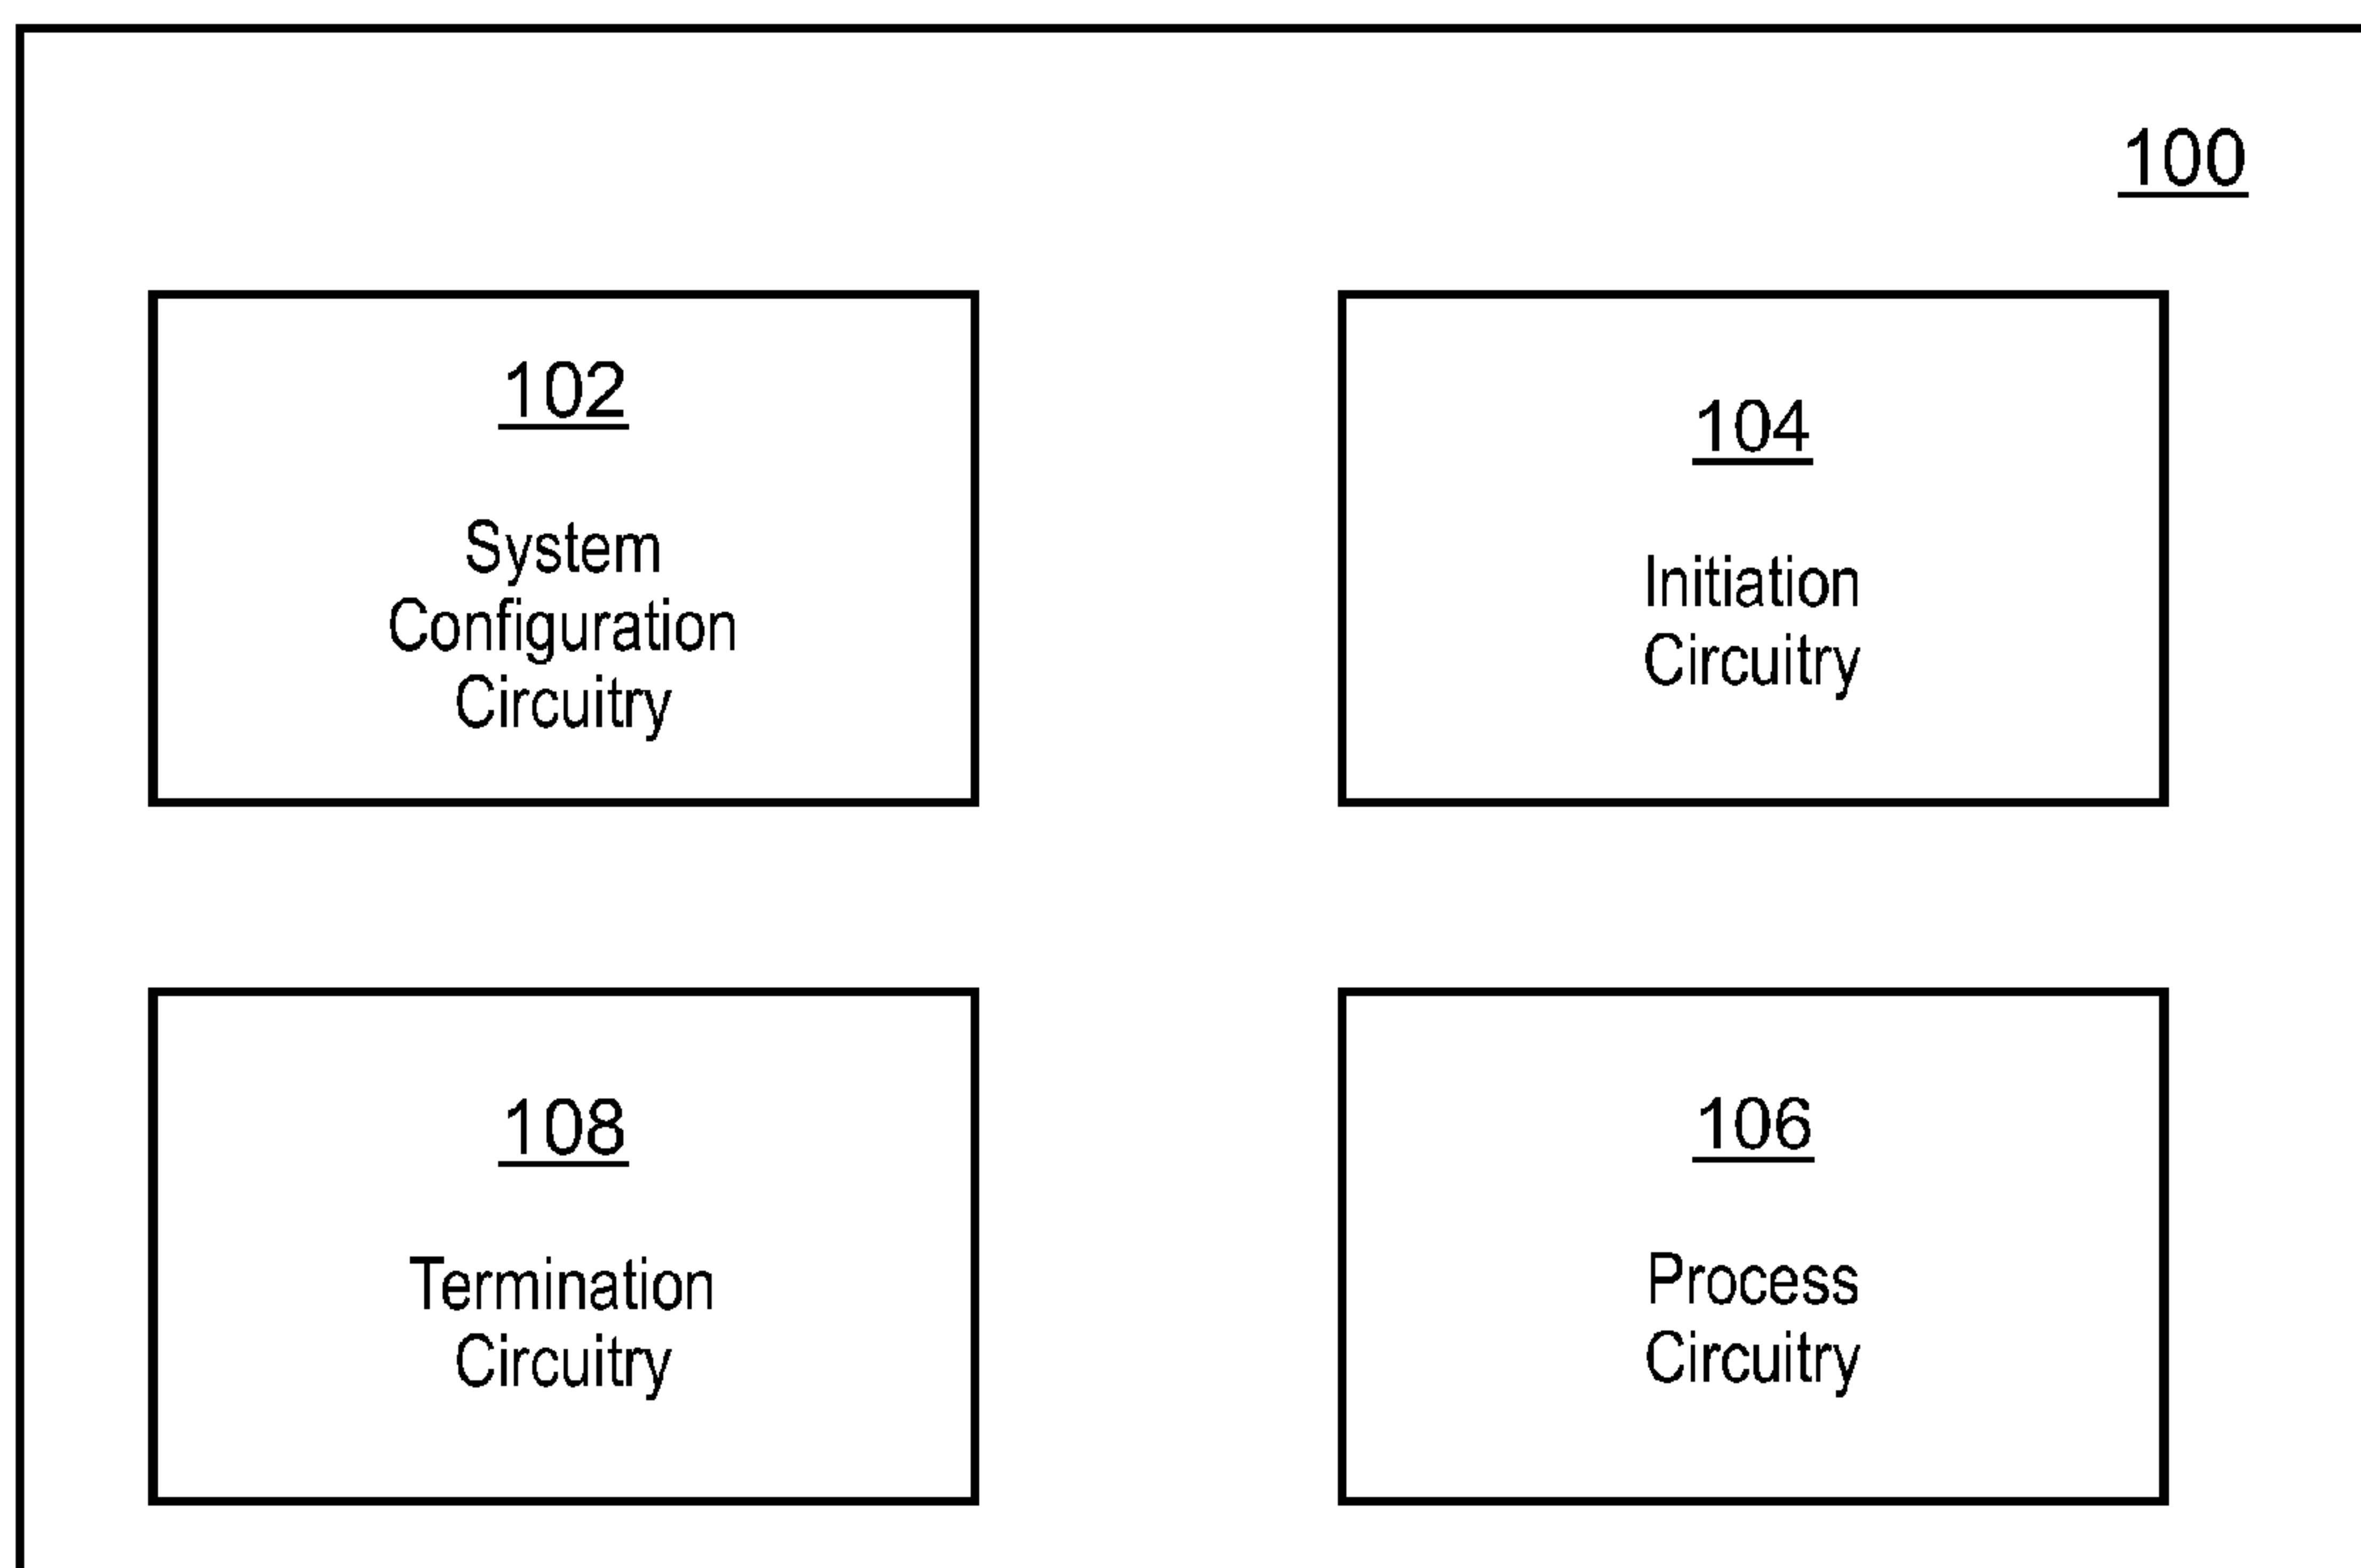 100
102
System
Configuration
Circuitry
104
Initiation
Circuitry
108
Termination
Circuitry
106
Process
Circuitry